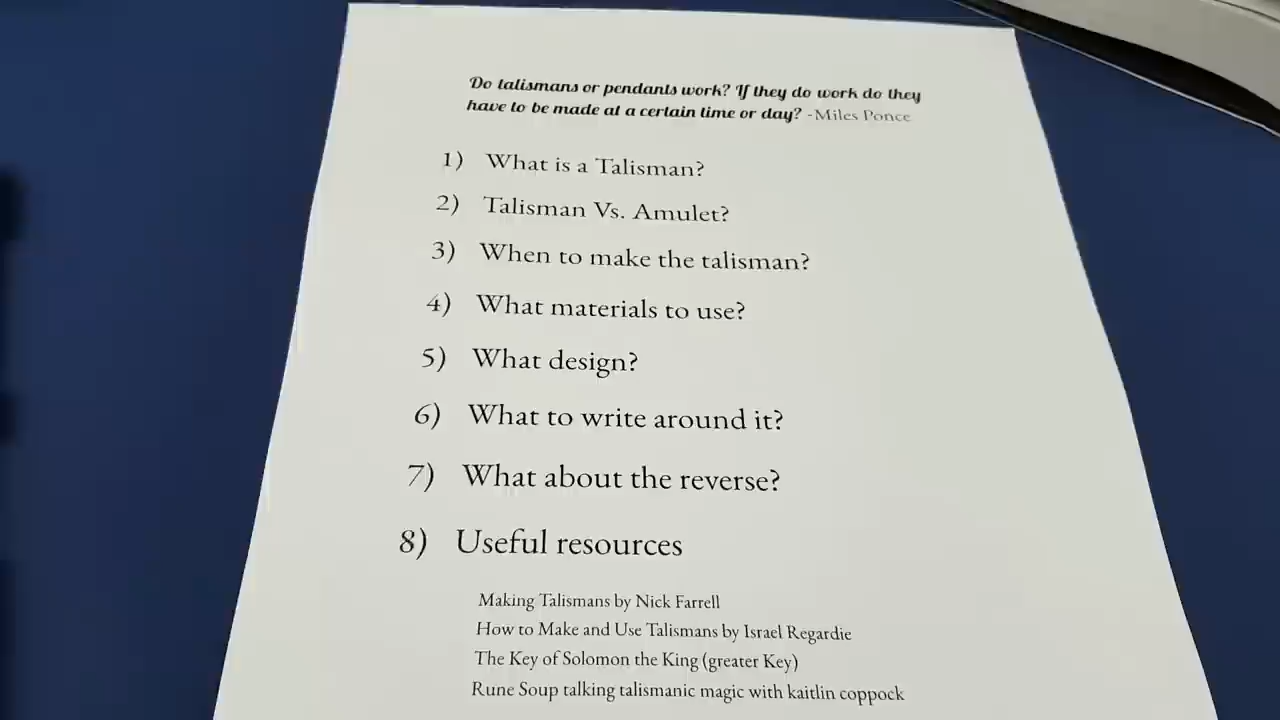 Do talismans or pendants work? If they do work do they
have to be made at a certain time or day? -Miles Ponce
1) What is a Talisman?
2) Talisman Vs. Amulet?
3) When to make the talisman?
4) What materials to use?
5) What design?
6) What to write around it?
7) What about the reverse?
8) Useful resources
Making Talismans by Nick Farrell
How to Make and Use Talismans by Israel Regardie
The Key of Solomon the King (greater Key)
Rune Soup talking talismanic magic with kaitlin coppock